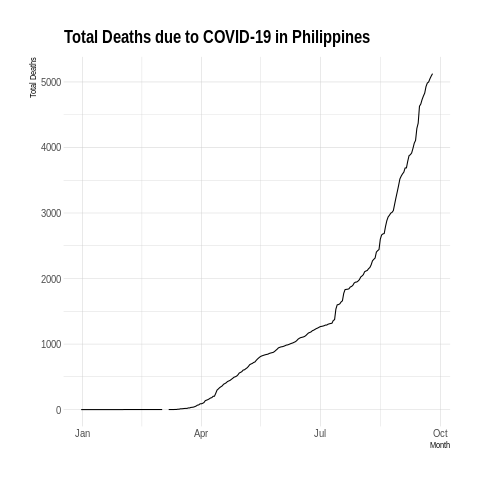 Total Deaths due to COVID-19 in Philippines
Total Deaths
5000
4000
3000
2000
1000
0
Jan
Apr
Jul
Oct
Month